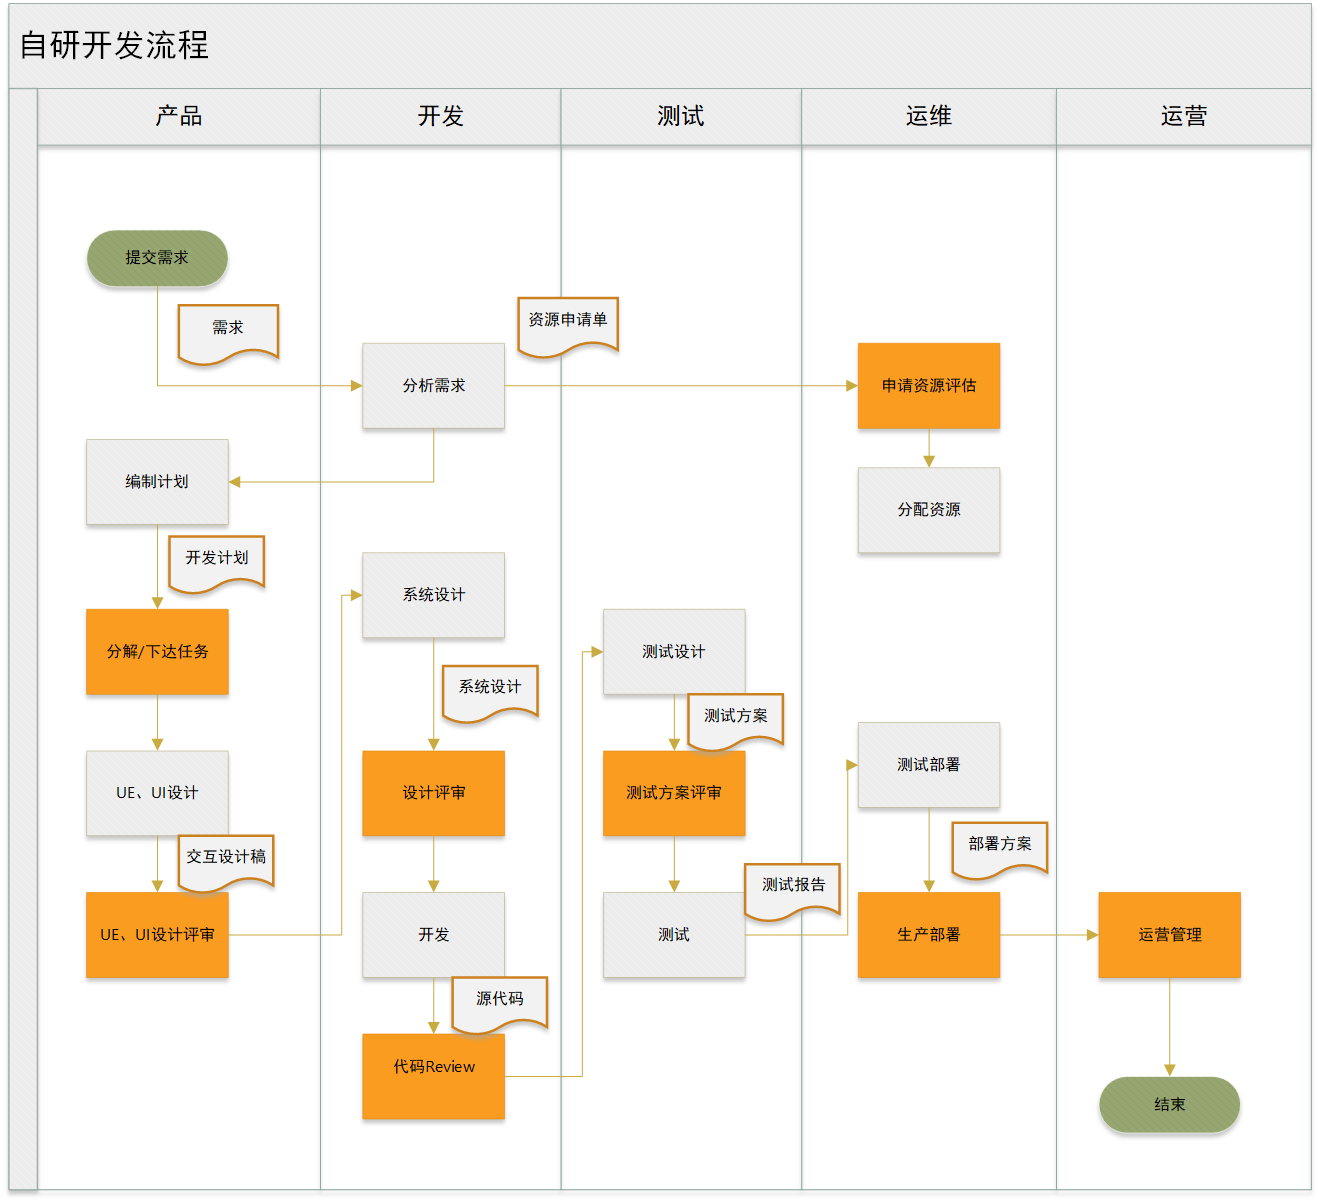 自研开发流程
产品
开发
测试
运维
运营
提交需求
需求
资源申请单
分析需求
申请资源评估
编制计划
分配资源
开发计划
系统设计
分解/下达任务
测试设计
系统设计
测试方案
测试部署
UE、UI设计
设计评审
测试方案评审
部署方案
交互设计稿
测试报告
UE、UI设计评审
开发
测试
生产部署
运营管理
源代码
代码Review
结束